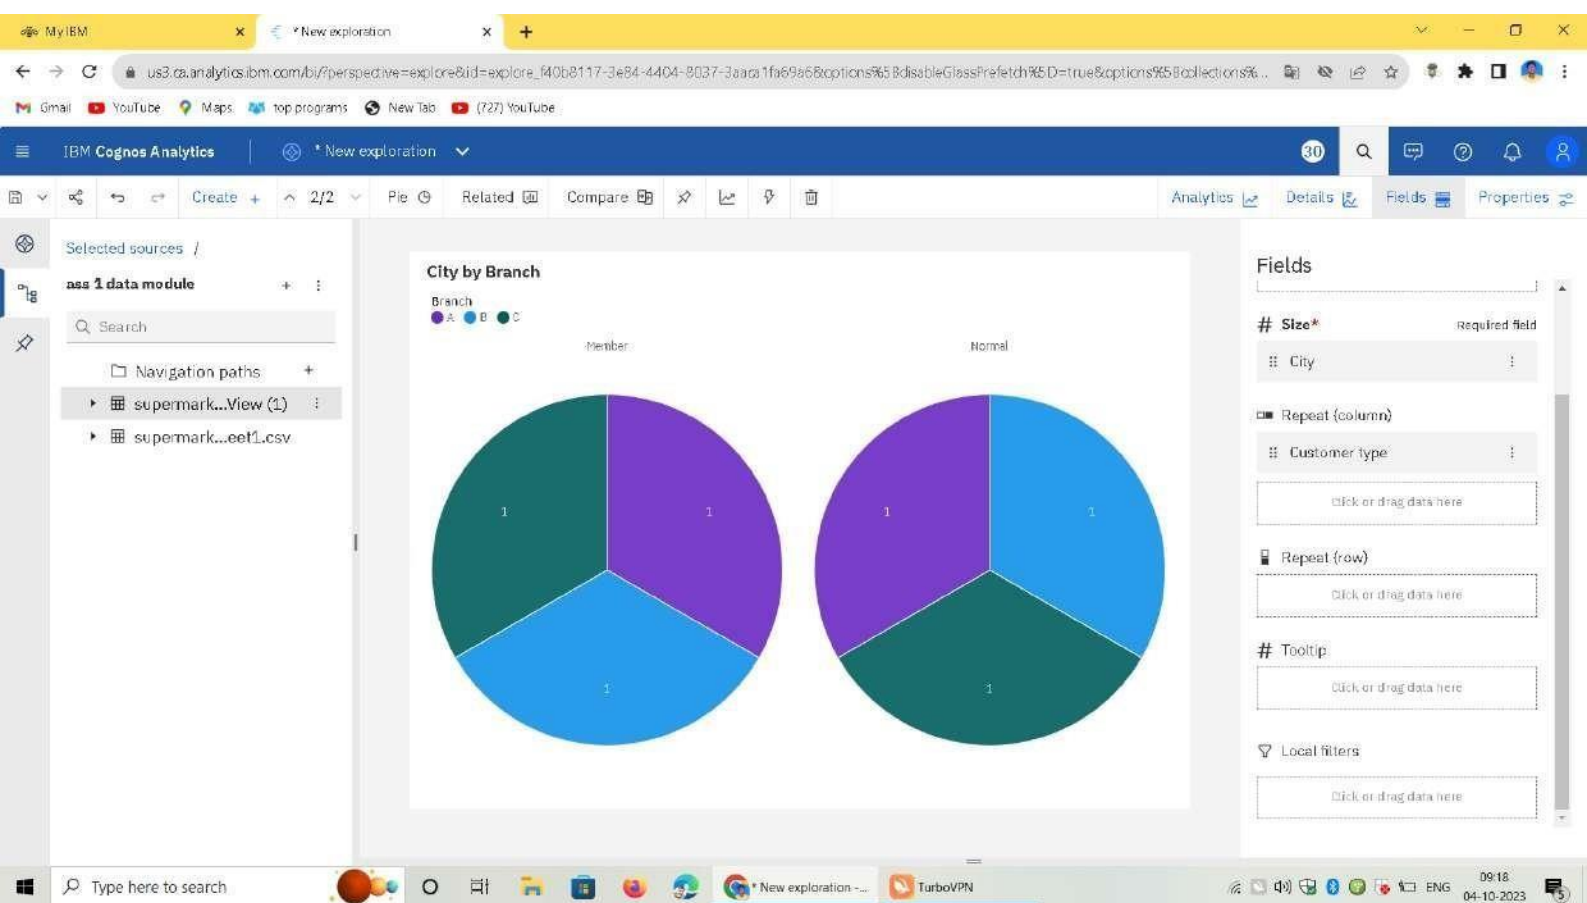 MyIBM
* New exploration
us3.ca.analytics.ibm.com/bi/?perspective=explore&id=explore_f40b8117-3e84-4404-8037-3aaca1fa69a6&options%5BdisableGlassPrefetch%5D=true&options%5Bcollections%...
Gmail YouTube Maps top programs New Tab (727) YouTube
IBM Cognos Analytics * New exploration 30
Create + 2/2 Pie Related Compare Analytics Details Fields Properties
Selected sources /
ass 1 data module
Search
Navigation paths +
supermark...View (1)
supermark...eet1.csv
City by Branch
Branch
A B C
Member Normal
1 1 1 1
1 1
Fields
# Size* Required field
City
Repeat (column)
Customer type
Click or drag data here
Repeat (row)
Click or drag data here
# Tooltip
Click or drag data here
Local filters
Click or drag data here
Type here to search
* New exploration -...
TurboVPN
ENG
09:18
04-10-2023
5